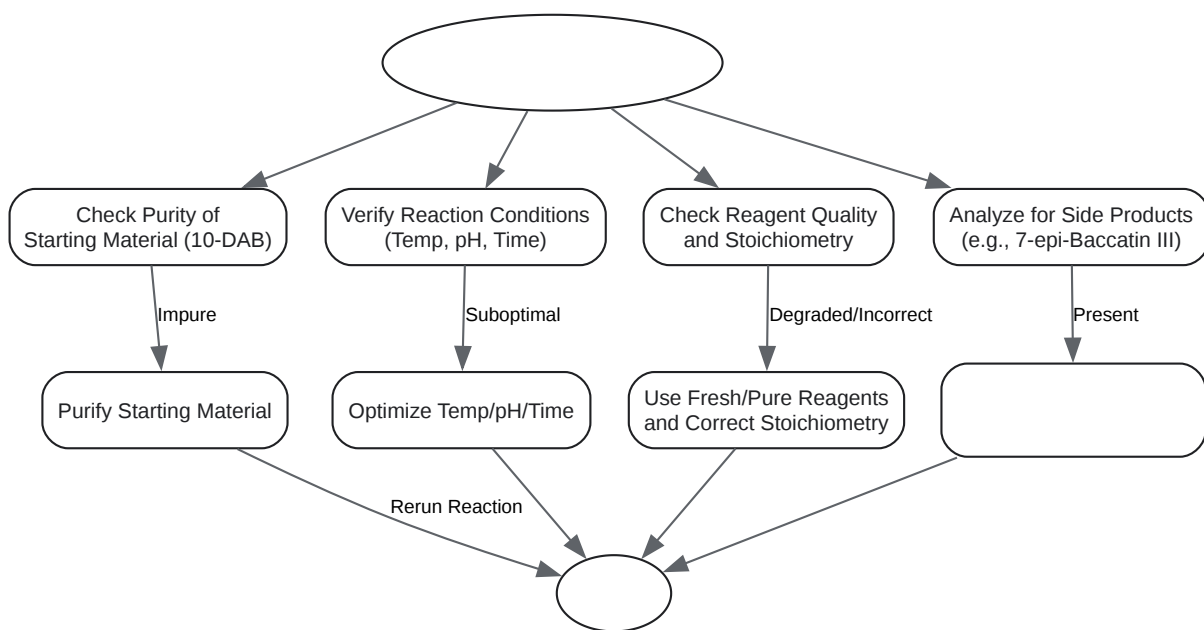 Check Purity of
Starting Material (10-DAB)
Verify Reaction Conditions
(Temp, pH, Time)
Check Reagent Quality
and Stoichiometry
Analyze for Side Products
(e.g., 7-epi-Baccatin III)
Impure
Suboptimal
Degraded/Incorrect
Present
Purify Starting Material
Optimize Temp/pH/Time
Use Fresh/Pure Reagents
and Correct Stoichiometry
Rerun Reaction